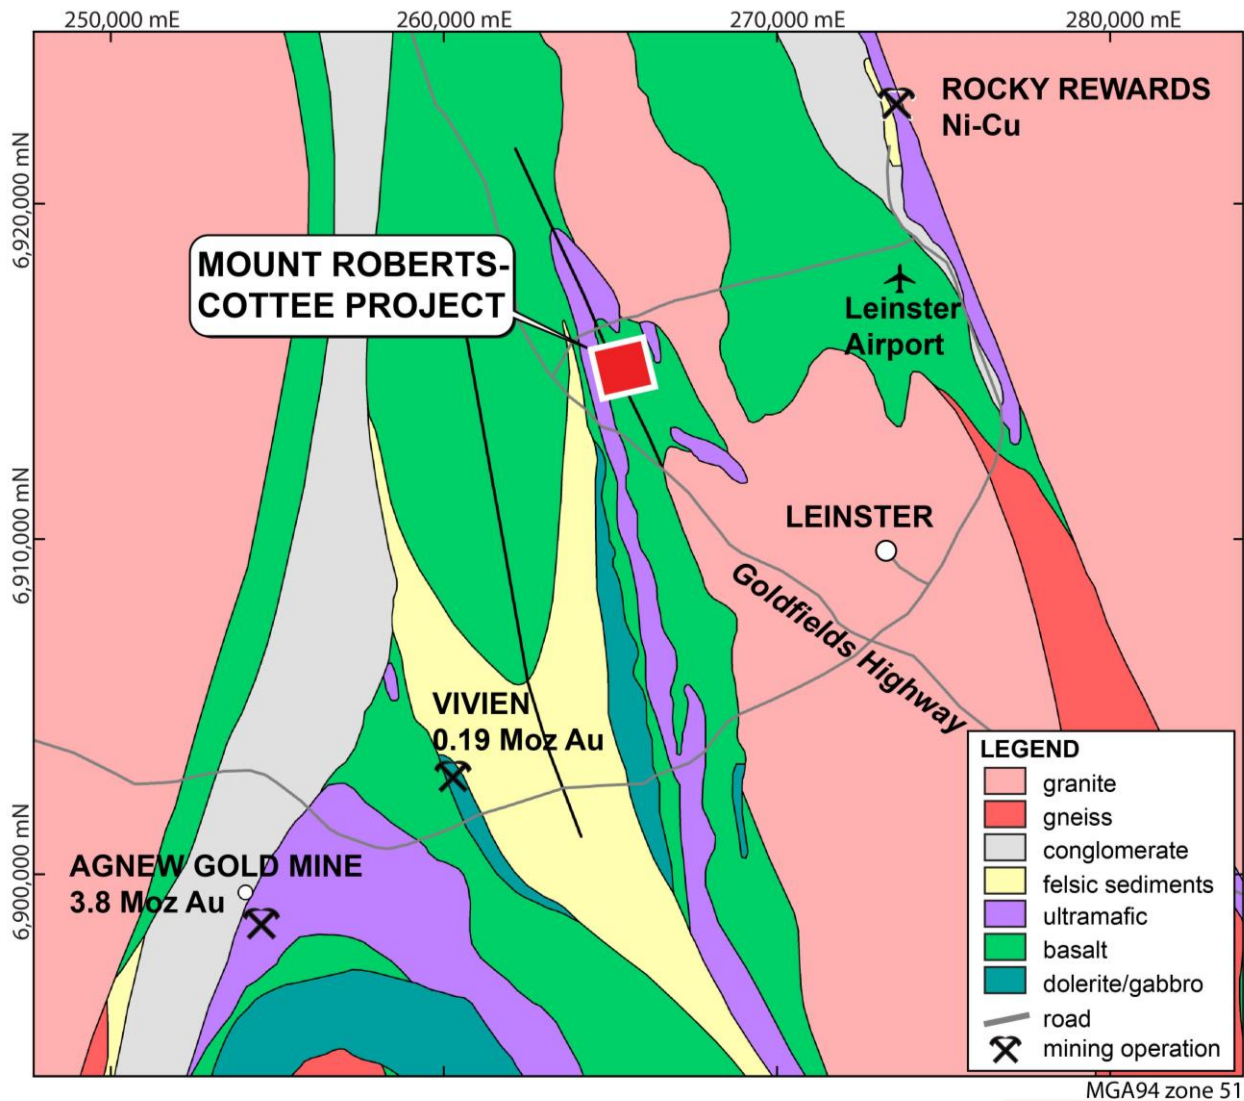 250,000 mE
260,000 mE
270,000 mE
280,000 mE
6,920,000 mN
6,910,000 mN
6,900,000 mN
ROCKY REWARDS
Ni-Cu
MOUNT ROBERTS-
COTTEE PROJECT
Leinster
Airport
LEINSTER
Goldfields Highway
VIVIEN
0.19 Moz Au
AGNEW GOLD MINE
3.8 Moz Au
LEGEND
granite
gneiss
conglomerate
felsic sediments
ultramafic
basalt
dolerite/gabbro
road
mining operation
MGA94 zone 51